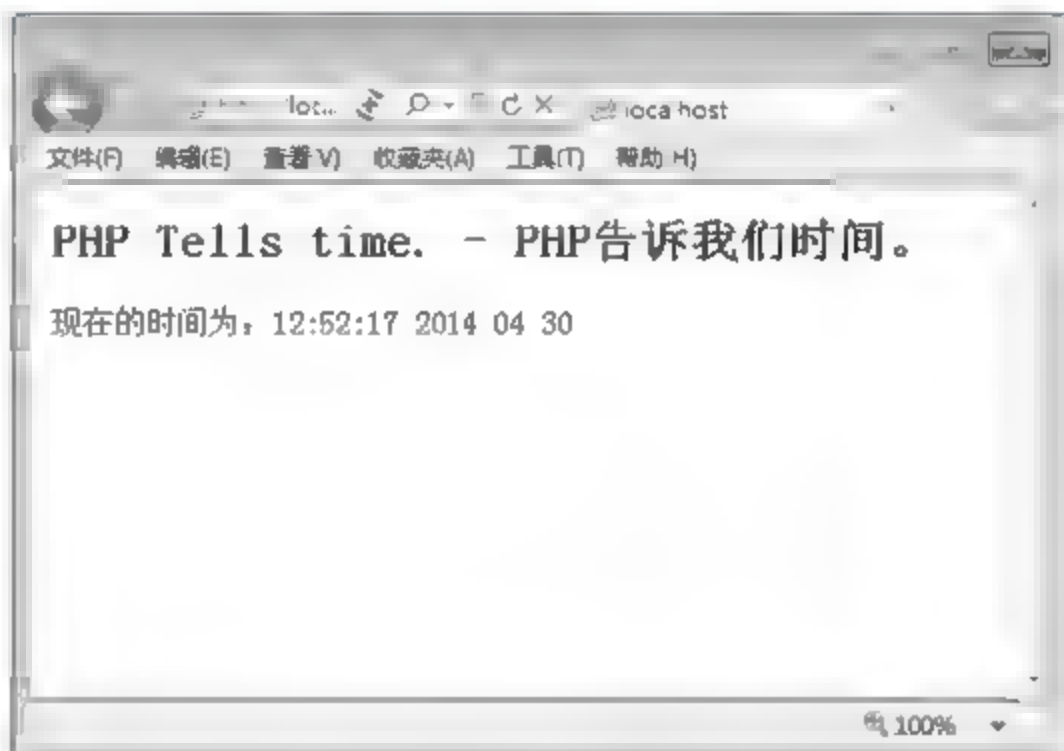 loc... localhost
文件(F) 编辑(E) 查看(V) 收藏夹(A) 工具(T) 帮助(H)
PHP Tells time. - PHP告诉我们时间。
现在的时间为：12:52:17 2014 04 30
100%